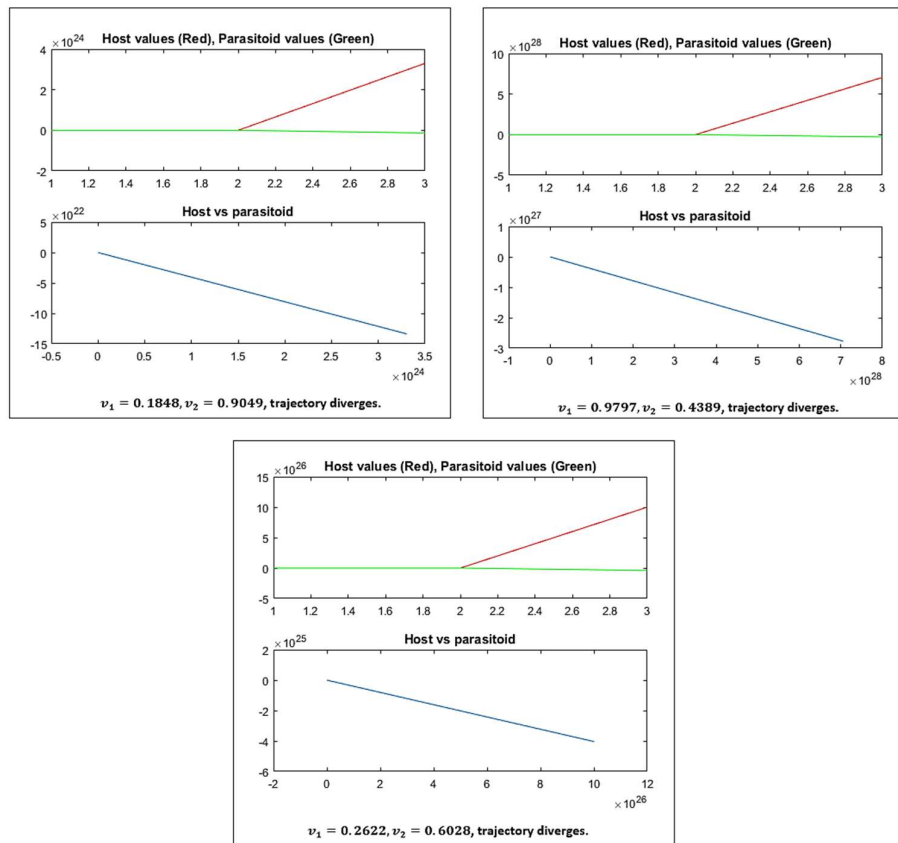 ×10^24
Host values (Red), Parasitoid values (Green)
4
2
0
-2
1 1.2 1.4 1.6 1.8 2 2.2 2.4 2.6 2.8 3
×10^22
Host vs parasitoid
5
0
-5
-10
-15
-0.5 0 0.5 1 1.5 2 2.5 3 3.5
×10^24
v₁ = 0.1848, v₂ = 0.9049, trajectory diverges.
×10^28
Host values (Red), Parasitoid values (Green)
10
5
0
-5
1 1.2 1.4 1.6 1.8 2 2.2 2.4 2.6 2.8 3
×10^27
Host vs parasitoid
1
0
-1
-2
-3
-1 0 1 2 3 4 5 6 7 8
×10^28
v₁ = 0.9797, v₂ = 0.4389, trajectory diverges.
×10^26
Host values (Red), Parasitoid values (Green)
15
10
5
0
-5
1 1.2 1.4 1.6 1.8 2 2.2 2.4 2.6 2.8 3
×10^25
Host vs parasitoid
2
0
-2
-4
-6
-2 0 2 4 6 8 10 12
×10^26
v₁ = 0.2622, v₂ = 0.6028, trajectory diverges.